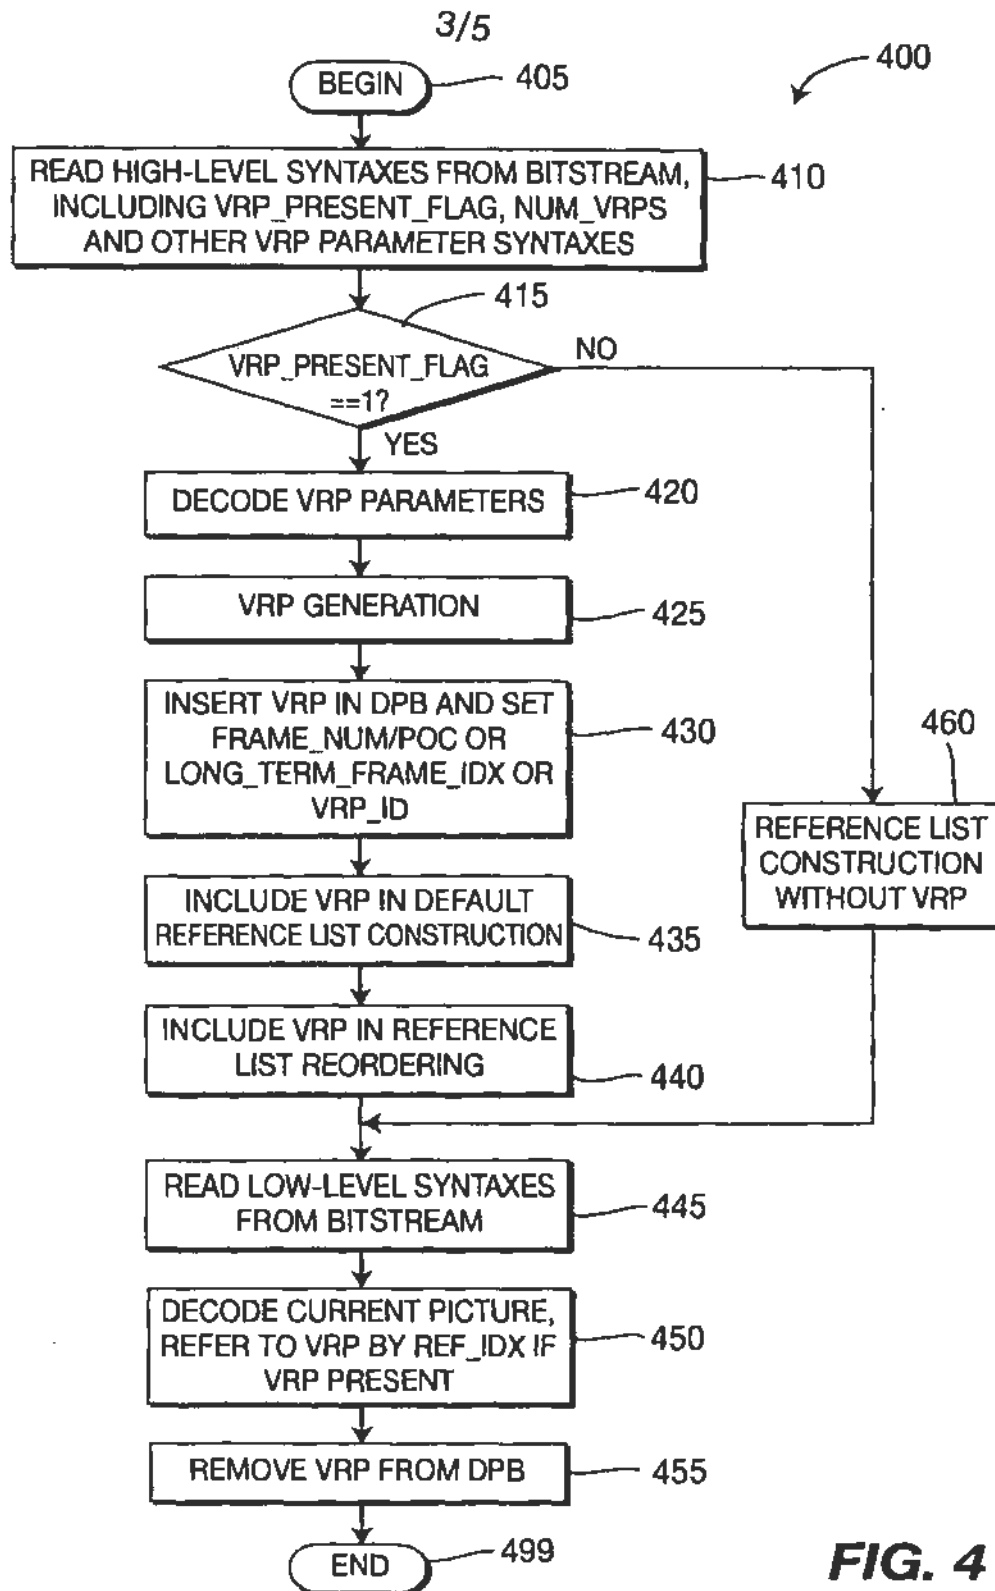 3/5
400
BEGIN
405
READ HIGH-LEVEL SYNTAXES FROM BITSTREAM,
INCLUDING VRP_PRESENT_FLAG, NUM_VRPS
AND OTHER VRP PARAMETER SYNTAXES
410
415
VRP_PRESENT_FLAG
==1?
NO
YES
DECODE VRP PARAMETERS
420
VRP GENERATION
425
INSERT VRP IN DPB AND SET
FRAME_NUM/POC OR
LONG_TERM_FRAME_IDX OR
VRP_ID
430
460
REFERENCE LIST
CONSTRUCTION
WITHOUT VRP
INCLUDE VRP IN DEFAULT
REFERENCE LIST CONSTRUCTION
435
INCLUDE VRP IN REFERENCE
LIST REORDERING
440
READ LOW-LEVEL SYNTAXES
FROM BITSTREAM
445
DECODE CURRENT PICTURE,
REFER TO VRP BY REF_IDX IF
VRP PRESENT
450
REMOVE VRP FROM DPB
455
END
499
FIG. 4